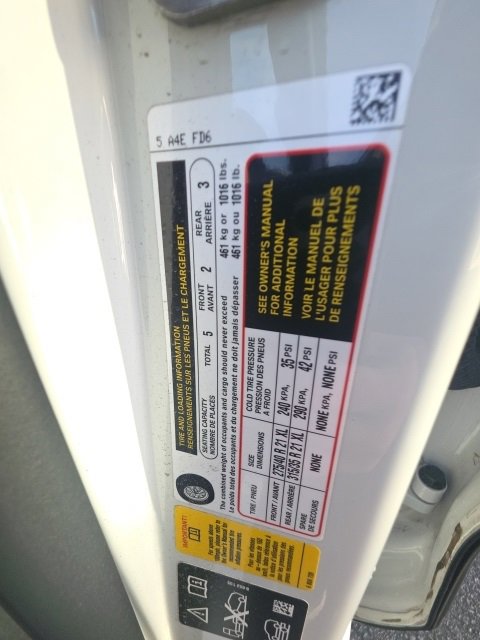 5 A4E FD6
TIRE AND LOADING INFORMATION
RENSEIGNEMENTS SUR LES PNEUS ET LE CHARGEMENT
SEATING CAPACITY TOTAL 5 FRONT 2 REAR 3
NOMBRE DE PLACES AVANT ARRIÈRE
The combined weight of occupants and cargo should never exceed 461 kg or 1016 lbs.
Le poids total des occupants et du chargement ne doit jamais dépasser 461 kg ou 1016 lb.
TIRE / PNEU SIZE DIMENSIONS COLD TIRE PRESSURE PRESSION DES PNEUS A FROID
FRONT / AVANT 275/40 R 21 XL 240 KPA, 35 PSI
REAR / ARRIÈRE 315/35 R 21 XL 290 KPA, 42 PSI
SPARE DE SECOURS NONE NONE KPA, NONE PSI
SEE OWNER'S MANUAL
FOR ADDITIONAL
INFORMATION
VOIR LE MANUEL DE
L'USAGER POUR PLUS
DE RENSEIGNEMENTS
IMPORTANT!